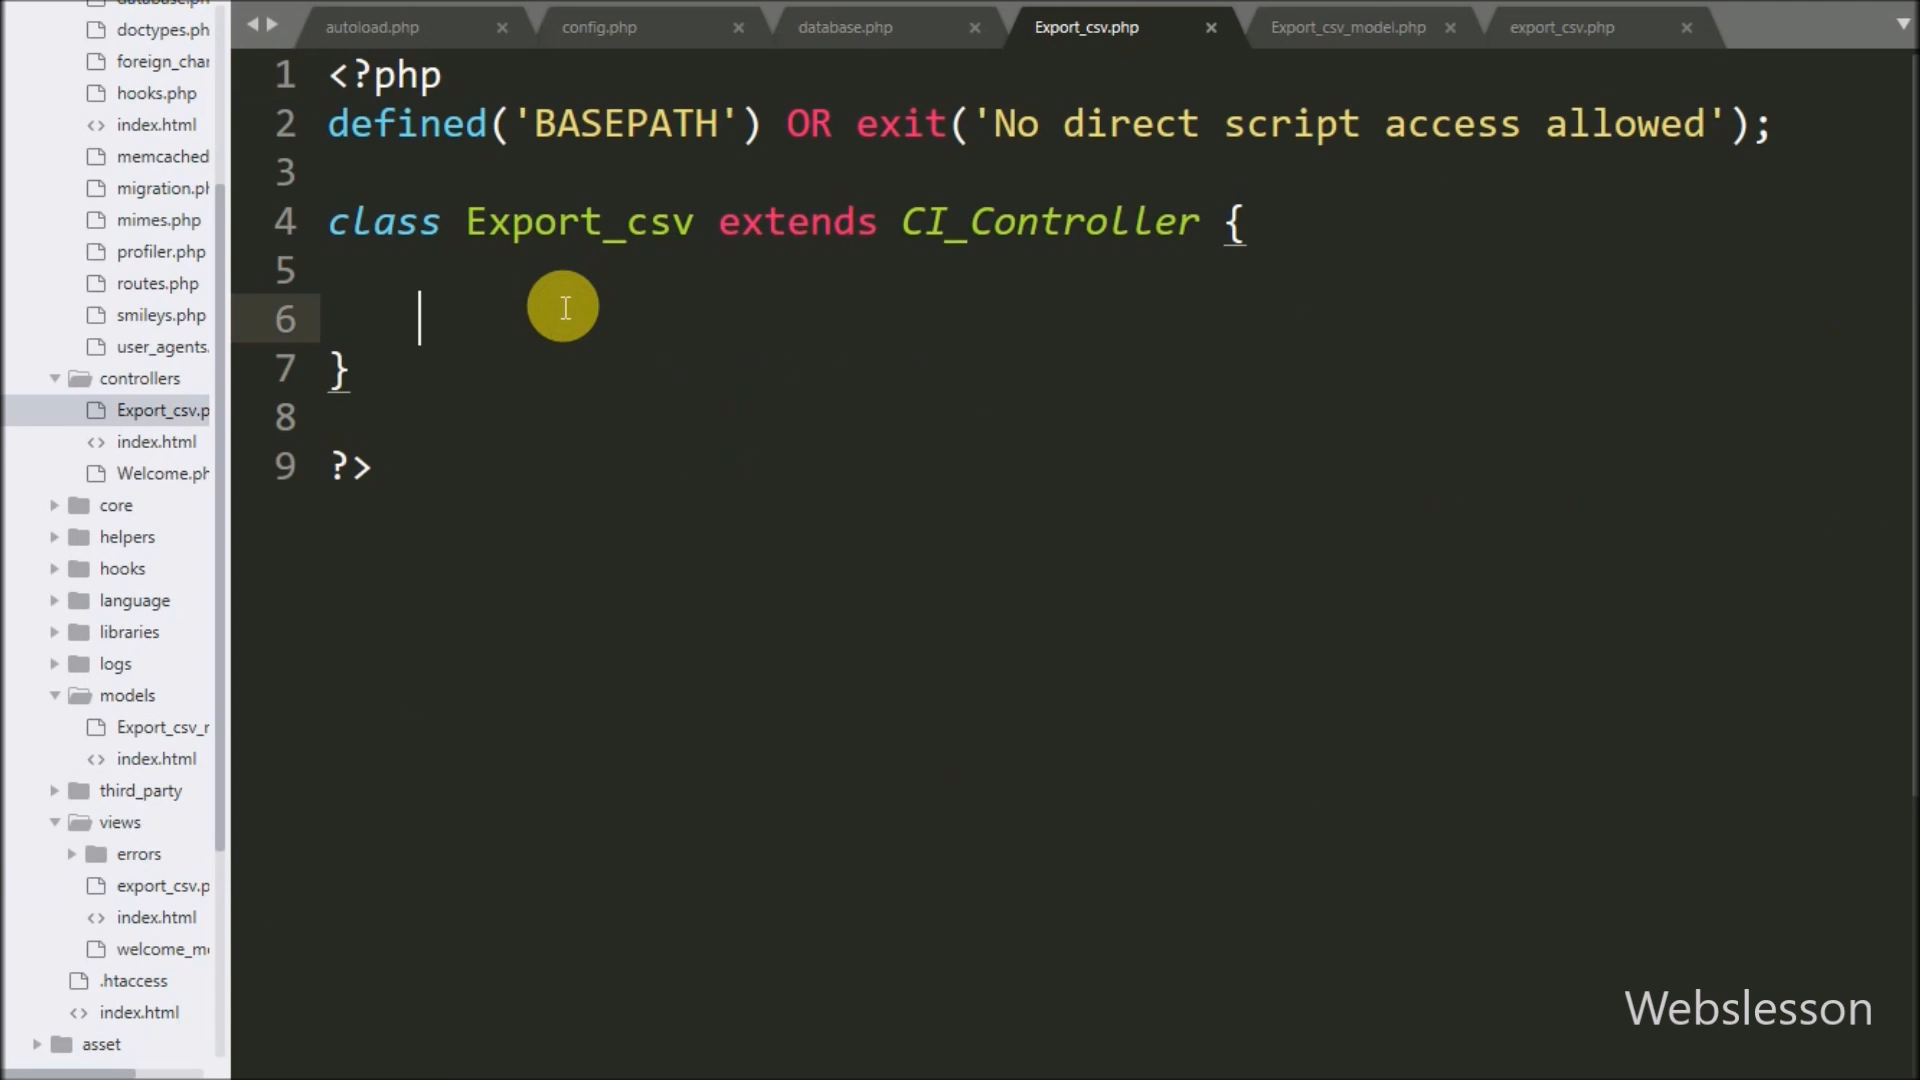 autoload.php
config.php
database.php
Export_csv.php
Export_csv_model.php
export_csv.php
doctypes.ph
foreign_char
hooks.php
index.html
memcached
migration.ph
mimes.php
profiler.php
routes.php
smileys.php
user_agents.
controllers
Export_csv.p
index.html
Welcome.ph
core
helpers
hooks
language
libraries
logs
models
Export_csv_r
index.html
third_party
views
errors
export_csv.p
index.html
welcome_m
.htaccess
index.html
asset
1 <?php
2 defined('BASEPATH') OR exit('No direct script access allowed');
3
4 class Export_csv extends CI_Controller {
5
6
7 }
8
9 ?>
Webslesson